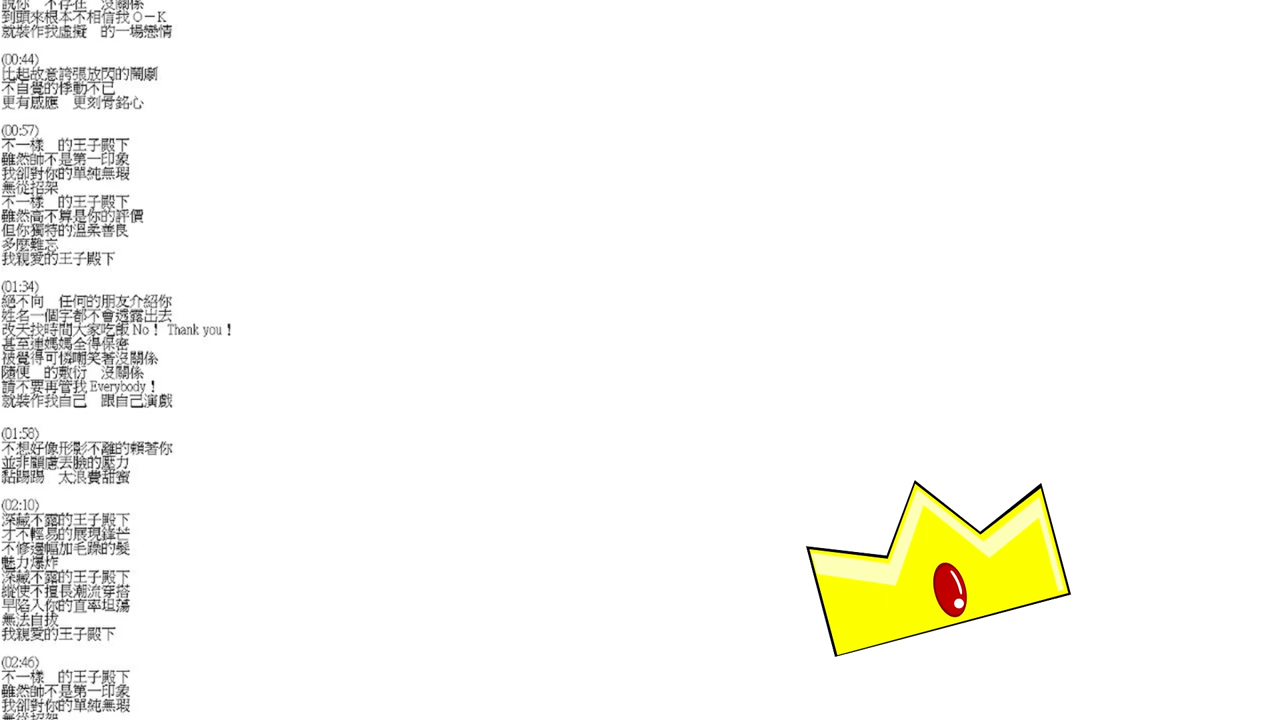 說你　不存在　沒關係
到頭來根本不相信我 O－K
就裝作我虛擬　的一場戀情
(00:44)
比起故意誇張放閃的鬧劇
不自覺的悸動不已
更有感應　更刻骨銘心
(00:57)
不一樣　的王子殿下
雖然帥不是第一印象
我卻對你的單純無瑕
無從招架
不一樣　的王子殿下
雖然高不算是你的評價
但你獨特的溫柔善良
多麼難忘
我親愛的王子殿下
(01:34)
絕不向　任何的朋友介紹你
姓名一個字都不會透露出去
改天找時間大家吃飯 No！ Thank you！
甚至連媽媽全得保密
被覺得可憐嘲笑著沒關係
隨便　的敷衍　沒關係
請不要再管我 Everybody！
就裝作我自己　跟自己演戲
(01:58)
不想好像形影不離的賴著你
並非顧慮丟臉的壓力
黏踢踢　太浪費甜蜜
(02:10)
深藏不露的王子殿下
才不輕易的展現鋒芒
不修邊幅加毛躁的髮
魅力爆炸
深藏不露的王子殿下
縱使不擅長潮流穿搭
早陷入你的直率坦蕩
無法自拔
我親愛的王子殿下
(02:46)
不一樣　的王子殿下
雖然帥不是第一印象
我卻對你的單純無瑕
無從招架